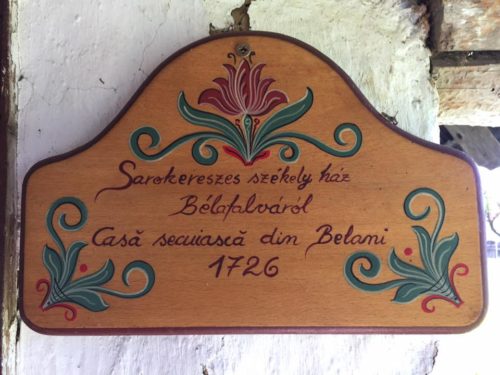 Sarokereszes székely ház
Bélafalváról
Casă secuiască din Belani
1726